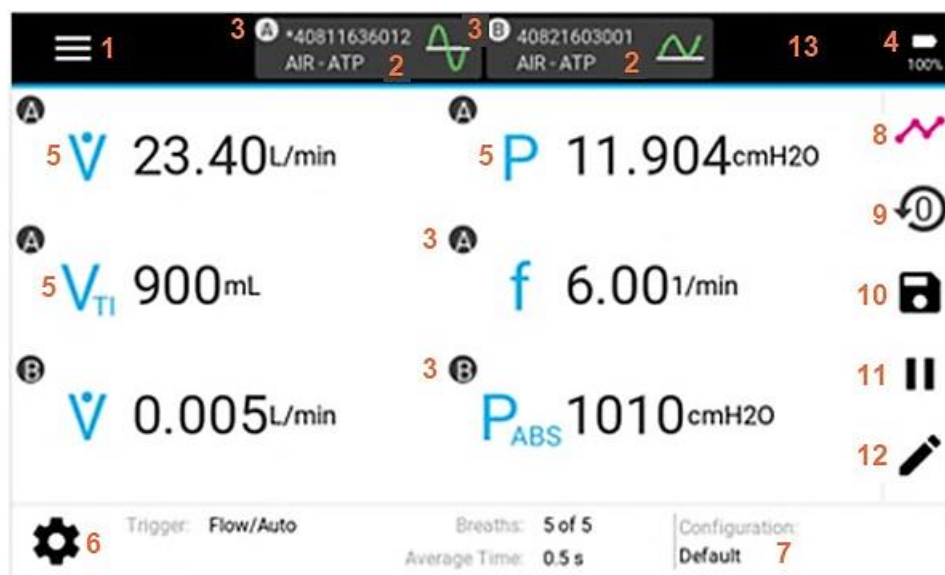 1
3 A *40811636012
AIR - ATP 2
3 B 40821603001
AIR - ATP 2
13
4
100%
A
5 V̇ 23.40L/min
A
5 P 11.904cmH2O
8
9 0
A
5 VTI 900mL
3 A
f 6.001/min
10
B
V̇ 0.005L/min
3 B
PABS 1010cmH2O
11
12
6
Trigger: Flow/Auto
Breaths: 5 of 5
Average Time: 0.5 s
Configuration:
Default 7